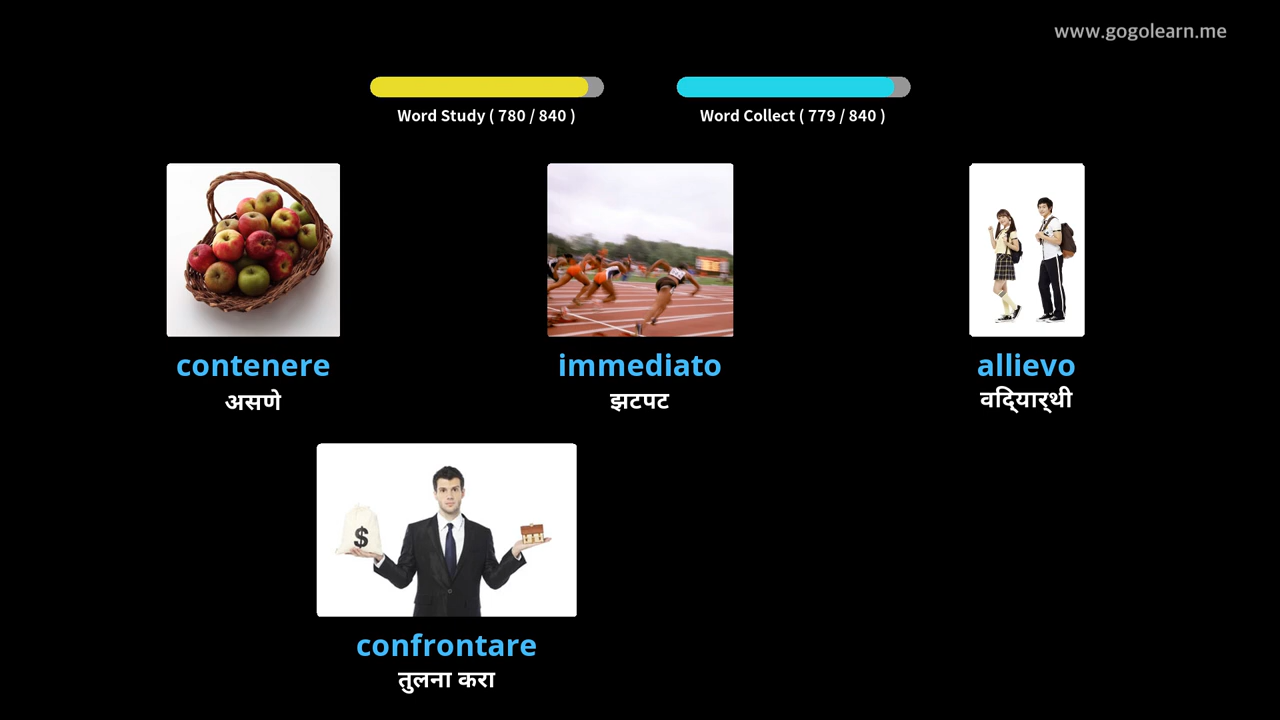 www.gogolearn.me
Word Study ( 780 / 840 )
Word Collect ( 779 / 840 )
contenere
असणे
immediato
झटपट
allievo
विद्यार्थी
$
confrontare
तुलना करा